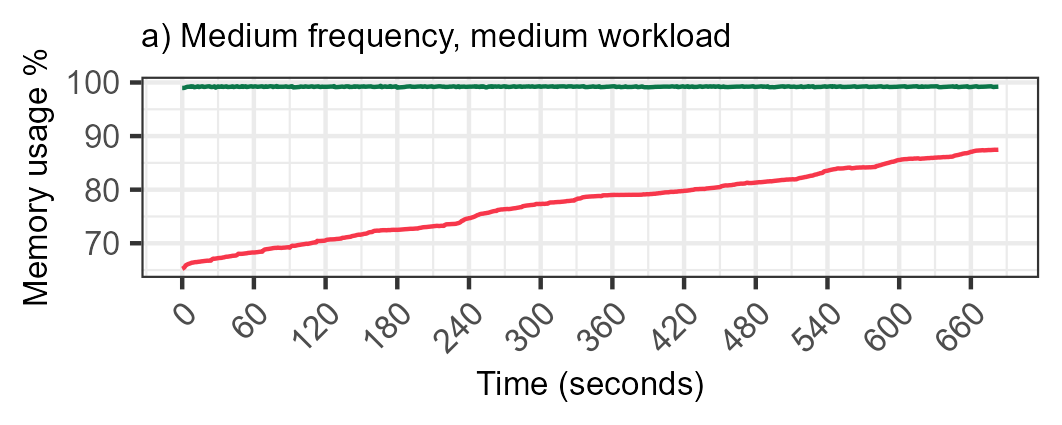 a) Medium frequency, medium workload
Memory usage %
100
90
80
70
0 60 120 180 240 300 360 420 480 540 600 660
Time (seconds)